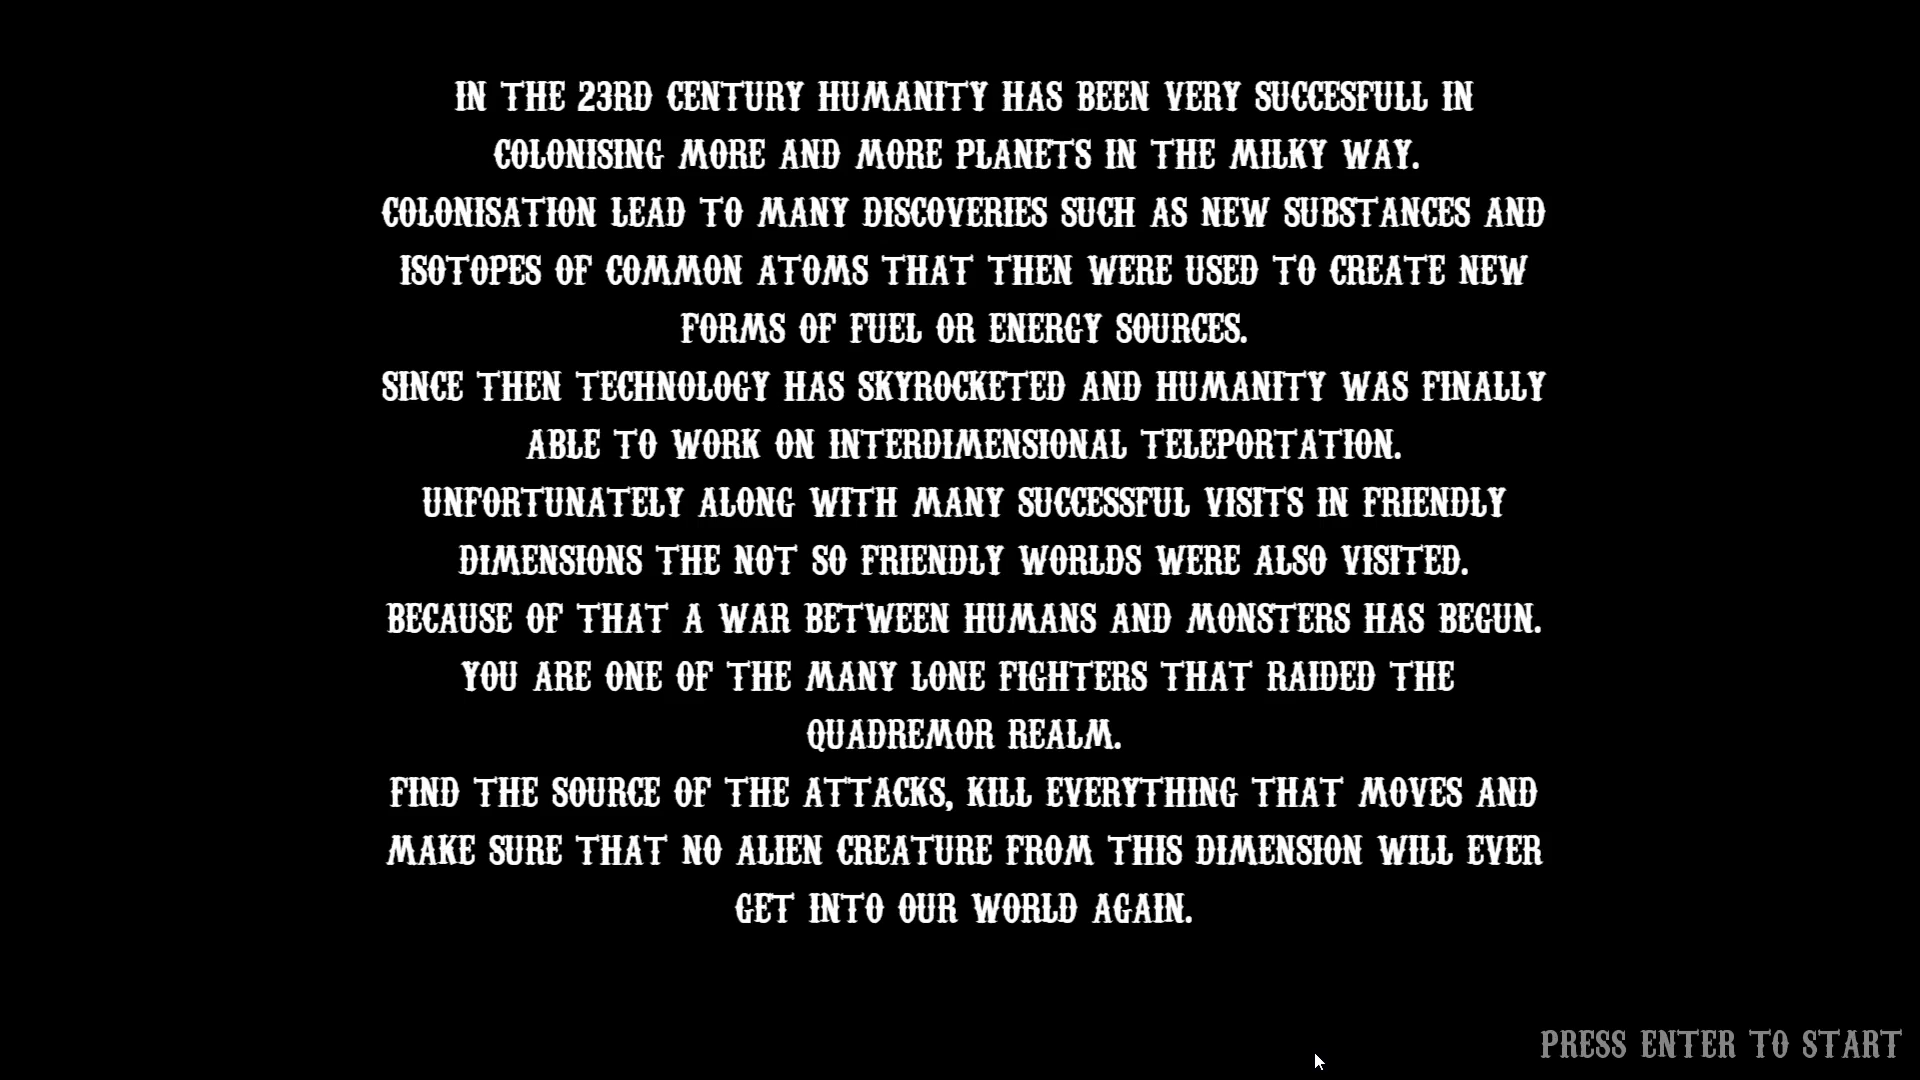 IN THE 23RD CENTURY HUMANITY HAS BEEN VERY SUCCESFULL IN
COLONISING MORE AND MORE PLANETS IN THE MILKY WAY.
COLONISATION LEAD TO MANY DISCOVERIES SUCH AS NEW SUBSTANCES AND
ISOTOPES OF COMMON ATOMS THAT THEN WERE USED TO CREATE NEW
FORMS OF FUEL OR ENERGY SOURCES.
SINCE THEN TECHNOLOGY HAS SKYROCKETED AND HUMANITY WAS FINALLY
ABLE TO WORK ON INTERDIMENSIONAL TELEPORTATION.
UNFORTUNATELY ALONG WITH MANY SUCCESSFUL VISITS IN FRIENDLY
DIMENSIONS THE NOT SO FRIENDLY WORLDS WERE ALSO VISITED.
BECAUSE OF THAT A WAR BETWEEN HUMANS AND MONSTERS HAS BEGUN.
YOU ARE ONE OF THE MANY LONE FIGHTERS THAT RAIDED THE
QUADREMOR REALM.
FIND THE SOURCE OF THE ATTACKS, KILL EVERYTHING THAT MOVES AND
MAKE SURE THAT NO ALIEN CREATURE FROM THIS DIMENSION WILL EVER
GET INTO OUR WORLD AGAIN.
PRESS ENTER TO START